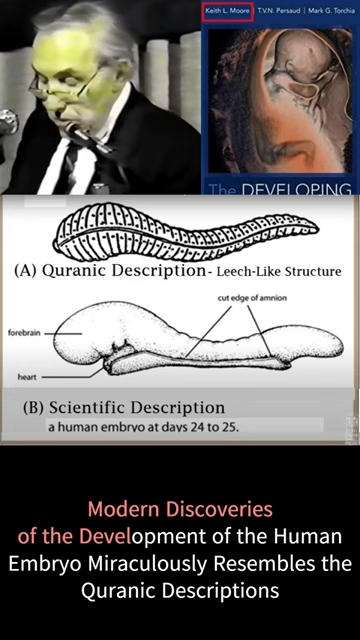 Keith L. Moore | T.V.N. Persaud | Mark G. Torchia
The DEVELOPING
(A) Quranic Description- Leech-Like Structure
cut edge of amnion
forebrain
heart
(B) Scientific Description
a human embryo at days 24 to 25.
Modern Discoveries
of the Development of the Human
Embryo Miraculously Resembles the
Quranic Descriptions